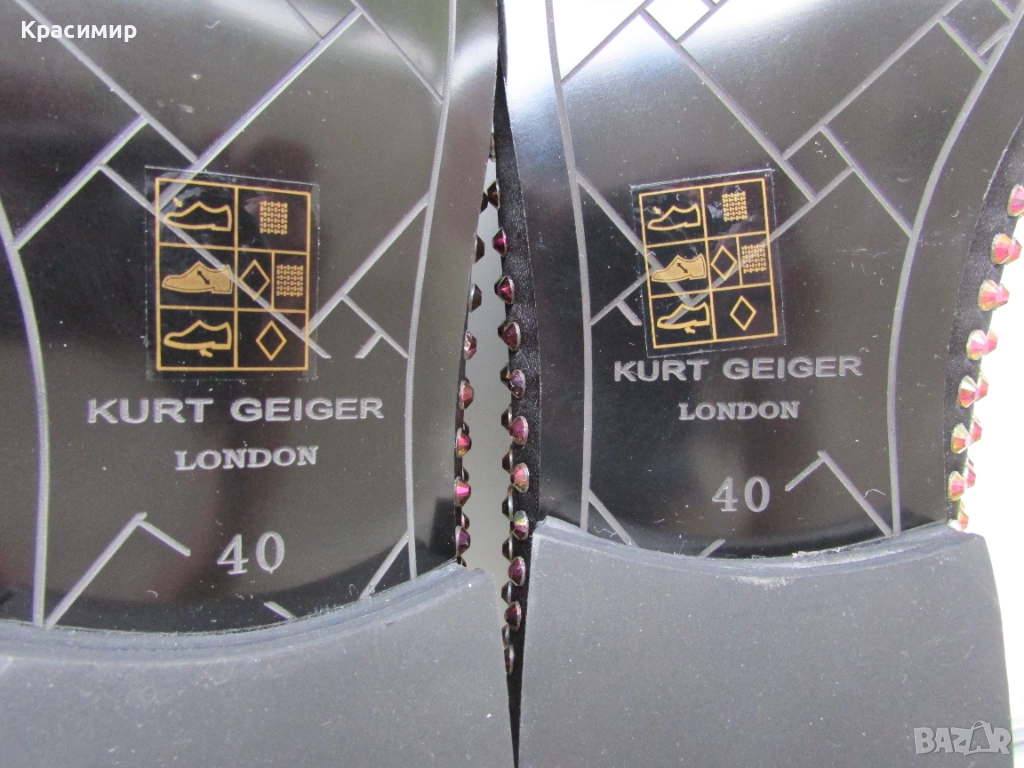 Красимир
KURT GEIGER
LONDON
40
KURT GEIGER
LONDON
40
BAZAR